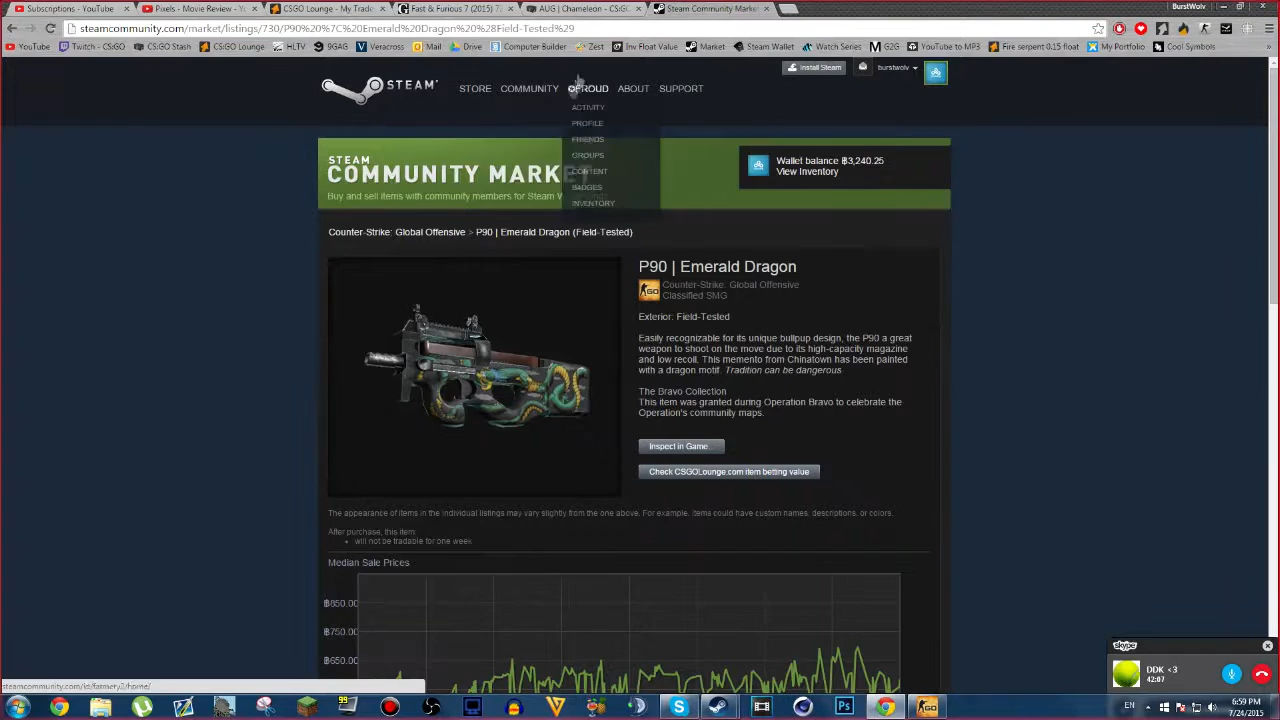 Subscriptions - YouTube
Pixels - Movie Review - Yo
CSGO Lounge - My Trade
Fast & Furious 7 (2015) 72
AUG | Chameleon - CS:GO
Steam Community Market
BurstWolv
steamcommunity.com/market/listings/730/P90%20%7C%20Emerald%20Dragon%20%28Field-Tested%29
YouTube
Twitch - CS:GO
CS:GO Stash
CSGO Lounge
HLTV
9GAG
Veracross
Mail
Drive
Computer Builder
Zest
Inv Float Value
Market
Steam Wallet
Watch Series
G2G
YouTube to MP3
Fire serpent 0.15 float
My Portfolio
Cool Symbols
Install Steam
burstwolv
STEAM
STORE COMMUNITY ABOUT SUPPORT
ACTIVITY
PROFILE
FRIENDS
GROUPS
CONTENT
BADGES
INVENTORY
STEAM
COMMUNITY MARKET
Buy and sell items with community members for Steam
Wallet balance ฿3,240.25
View Inventory
Counter-Strike: Global Offensive > P90 | Emerald Dragon (Field-Tested)
P90 | Emerald Dragon
Counter-Strike: Global Offensive
Classified SMG
Exterior: Field-Tested
Easily recognizable for its unique bullpup design, the P90 a great
weapon to shoot on the move due to its high-capacity magazine
and low recoil. This memento from Chinatown has been painted
with a dragon motif. Tradition can be dangerous
The Bravo Collection
This item was granted during Operation Bravo to celebrate the
Operation's community maps.
Inspect in Game...
Check CSGOLounge.com item betting value
The appearance of items in the individual listings may vary slightly from the one above. For example, items could have custom names, descriptions, or colors.
After purchase, this item:
• will not be tradable for one week
Median Sale Prices
฿850.00
฿750.00
฿650.00
skype
DDK <3
42:07
EN
6:59 PM
7/24/2015